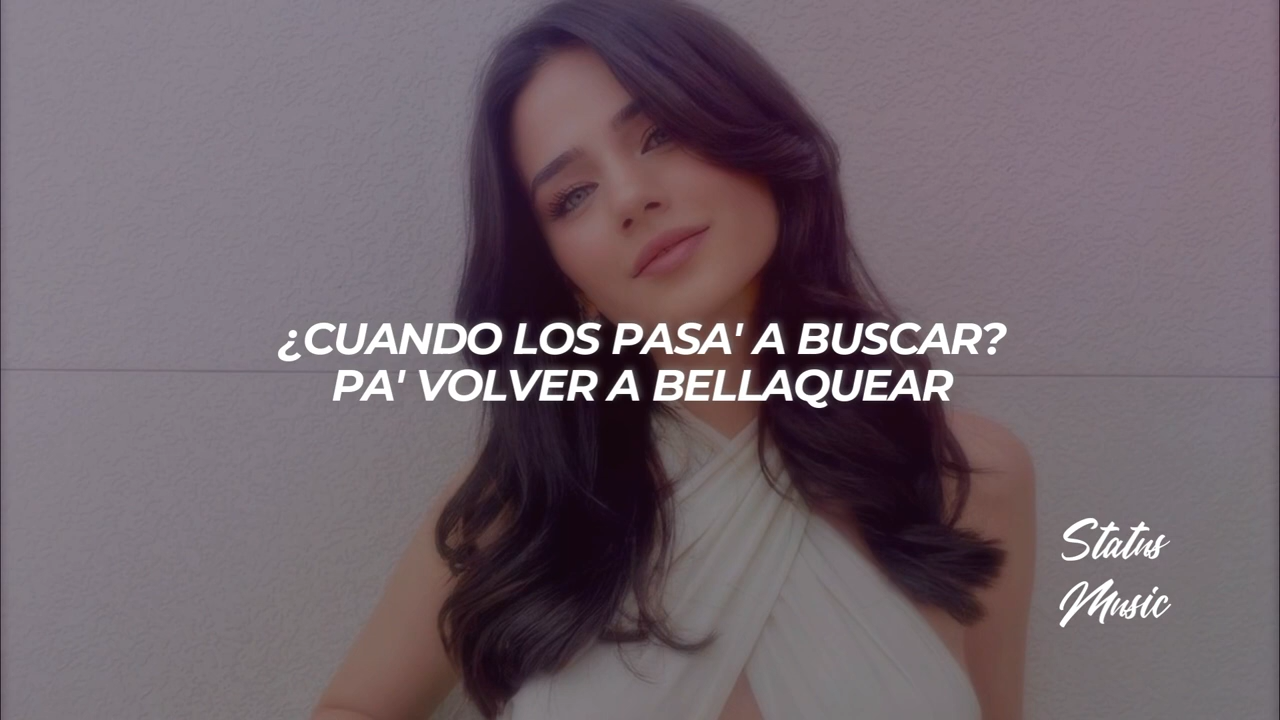 ¿CUANDO LOS PASA' A BUSCAR?
PA' VOLVER A BELLAQUEAR
Status
Music